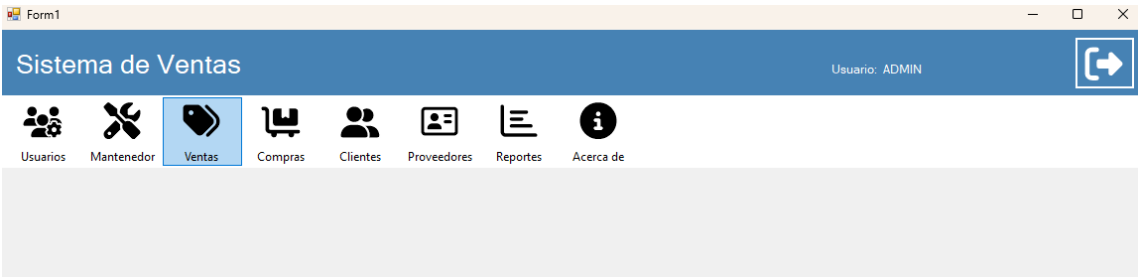 Form1
Sistema de Ventas
Usuario: ADMIN
Usuarios Mantenedor Ventas Compras Clientes Proveedores Reportes Acerca de